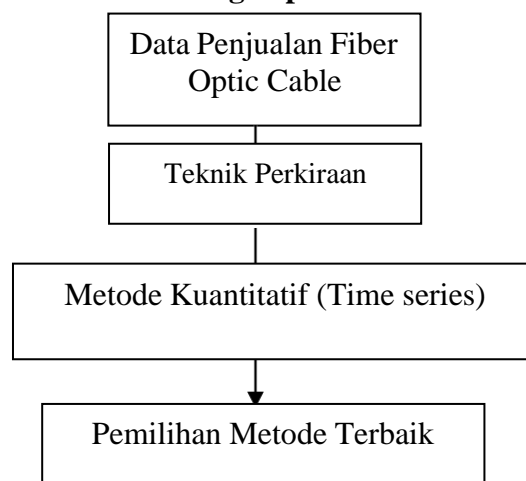 Data Penjualan Fiber
Optic Cable
Teknik Perkiraan
Metode Kuantitatif (Time series)
Pemilihan Metode Terbaik